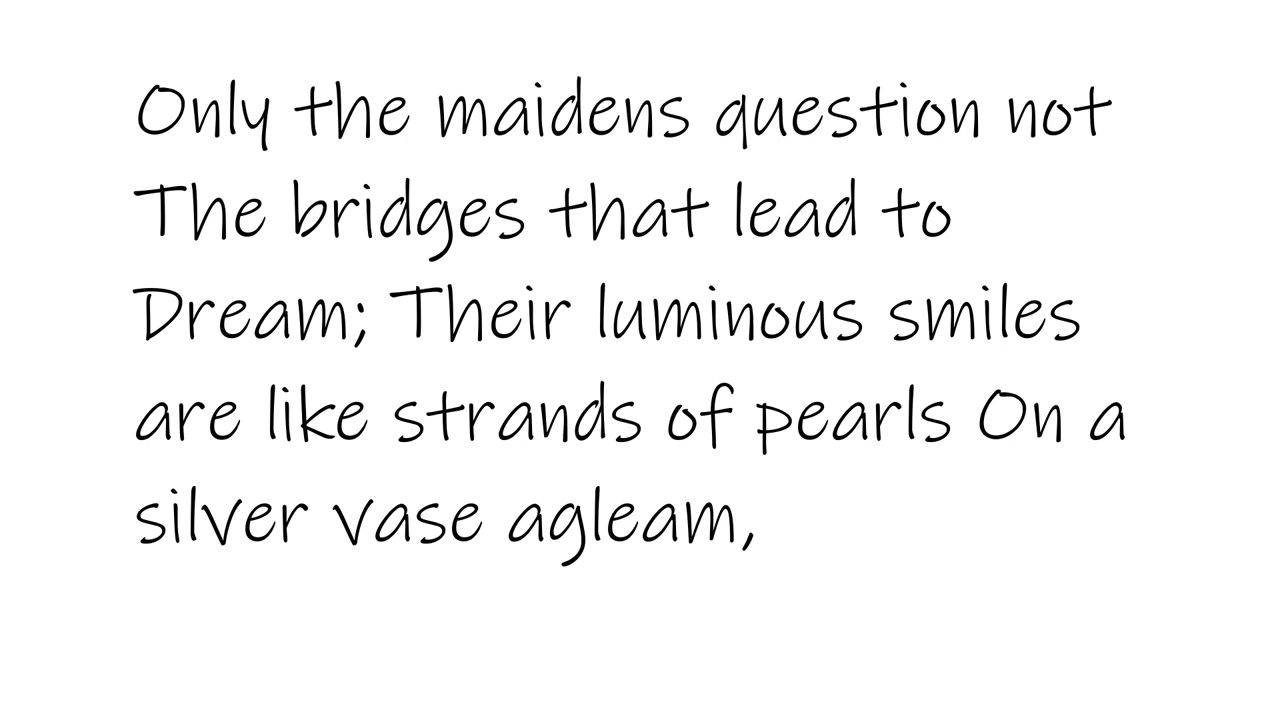 Only the maidens question not
The bridges that lead to
Dream; Their luminous smiles
are like strands of pearls On a
silver vase agleam,